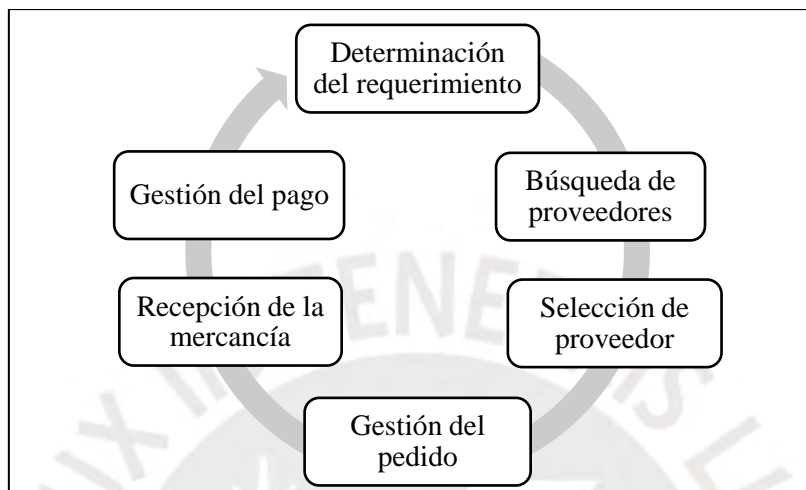 Determinación
del requerimiento
Búsqueda de
proveedores
Selección de
proveedor
Gestión del
pedido
Recepción de la
mercancía
Gestión del pago